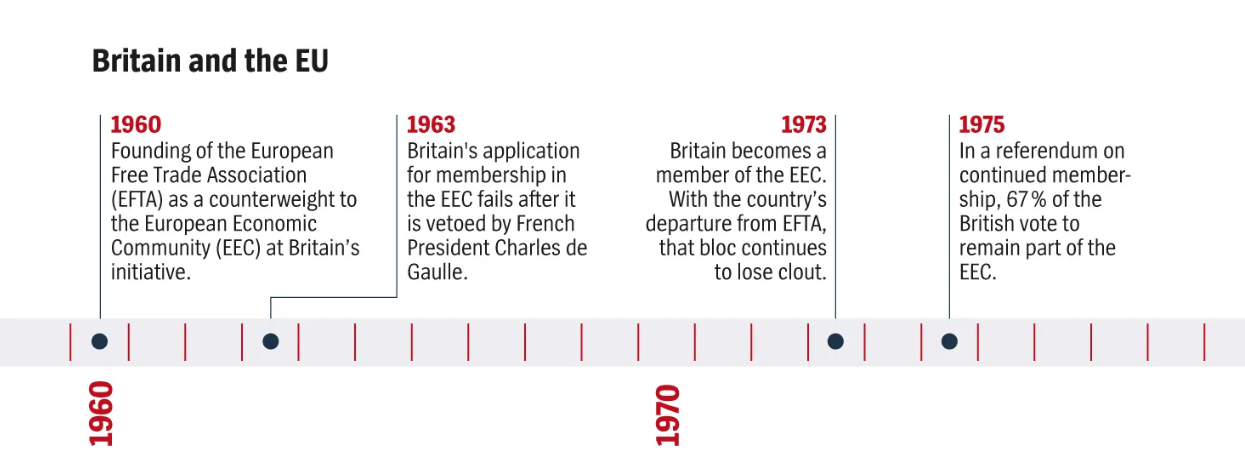 Britain and the EU
1960
Founding of the European
Free Trade Association
(EFTA) as a counterweight to
the European Economic
Community (EEC) at Britain’s
initiative.
1963
Britain's application
for membership in
the EEC fails after it
is vetoed by French
President Charles de
Gaulle.
1973
Britain becomes a
member of the EEC.
With the country’s
departure from EFTA,
that bloc continues
to lose clout.
1975
In a referendum on
continued member-
ship, 67 % of the
British vote to
remain part of the
EEC.
1960
1970